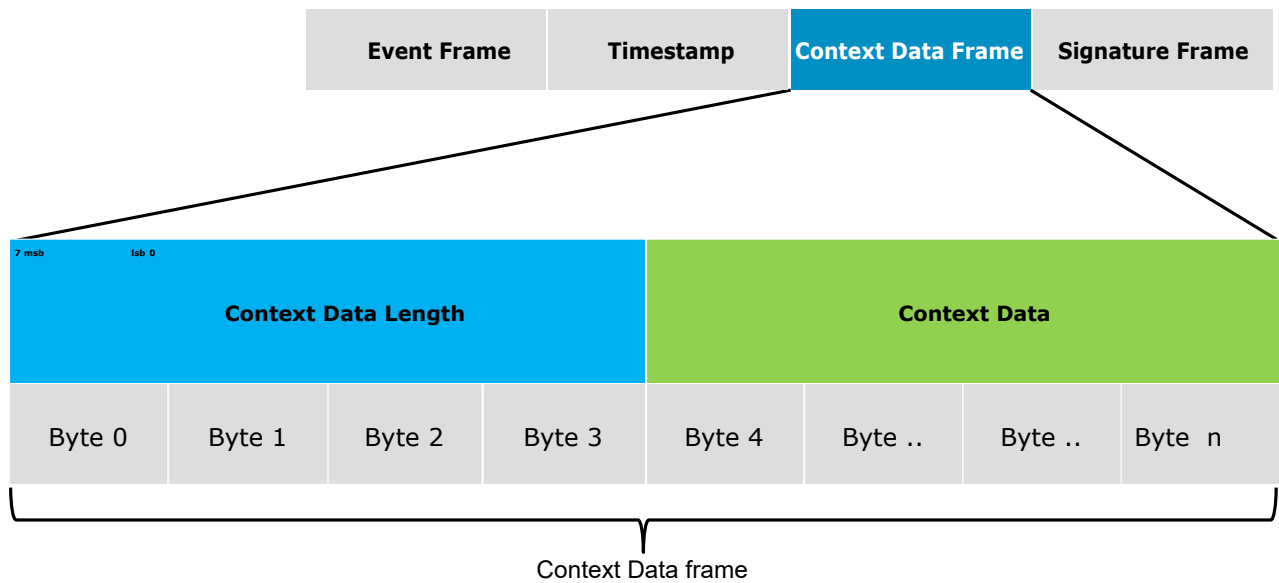 Event Frame Timestamp Context Data Frame Signature Frame
7 msb lsb 0
Context Data Length Context Data
Byte 0 Byte 1 Byte 2 Byte 3 Byte 4 Byte .. Byte .. Byte n
Context Data frame